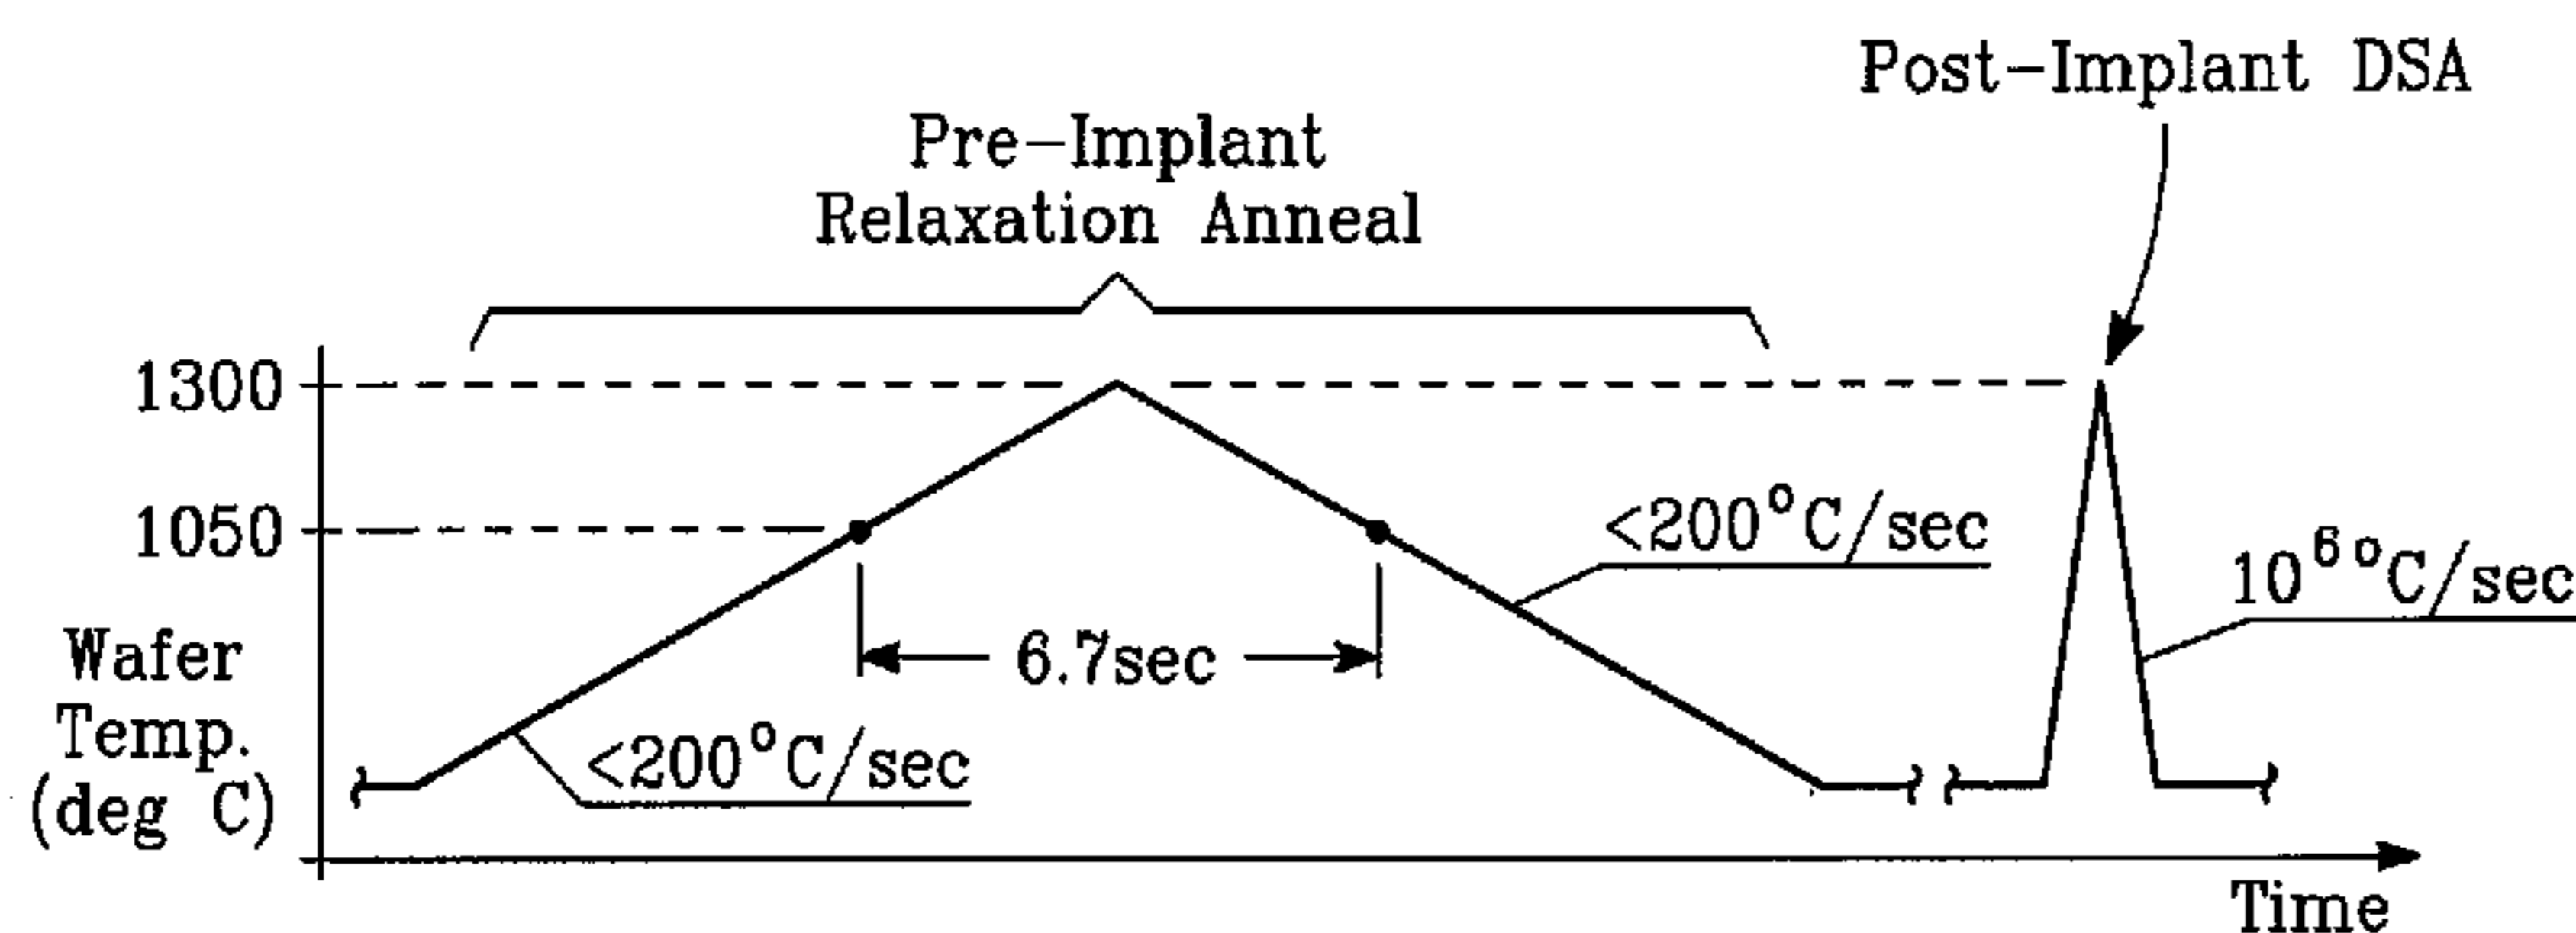 Post-Implant DSA
Pre-Implant
Relaxation Anneal
1300
1050
<200°C/sec
10⁶°C/sec
6.7sec
<200°C/sec
Wafer
Temp.
(deg C)
Time